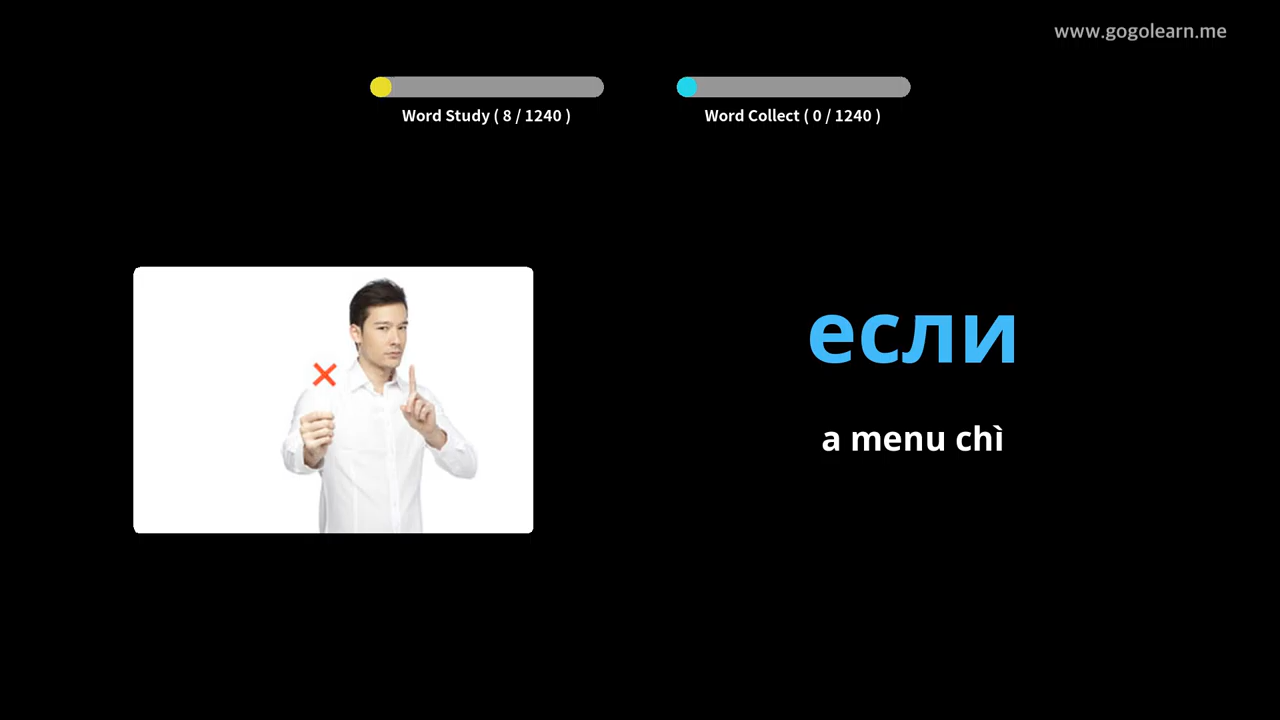 www.gogolearn.me
Word Study ( 8 / 1240 )
Word Collect ( 0 / 1240 )
если
a menu chì